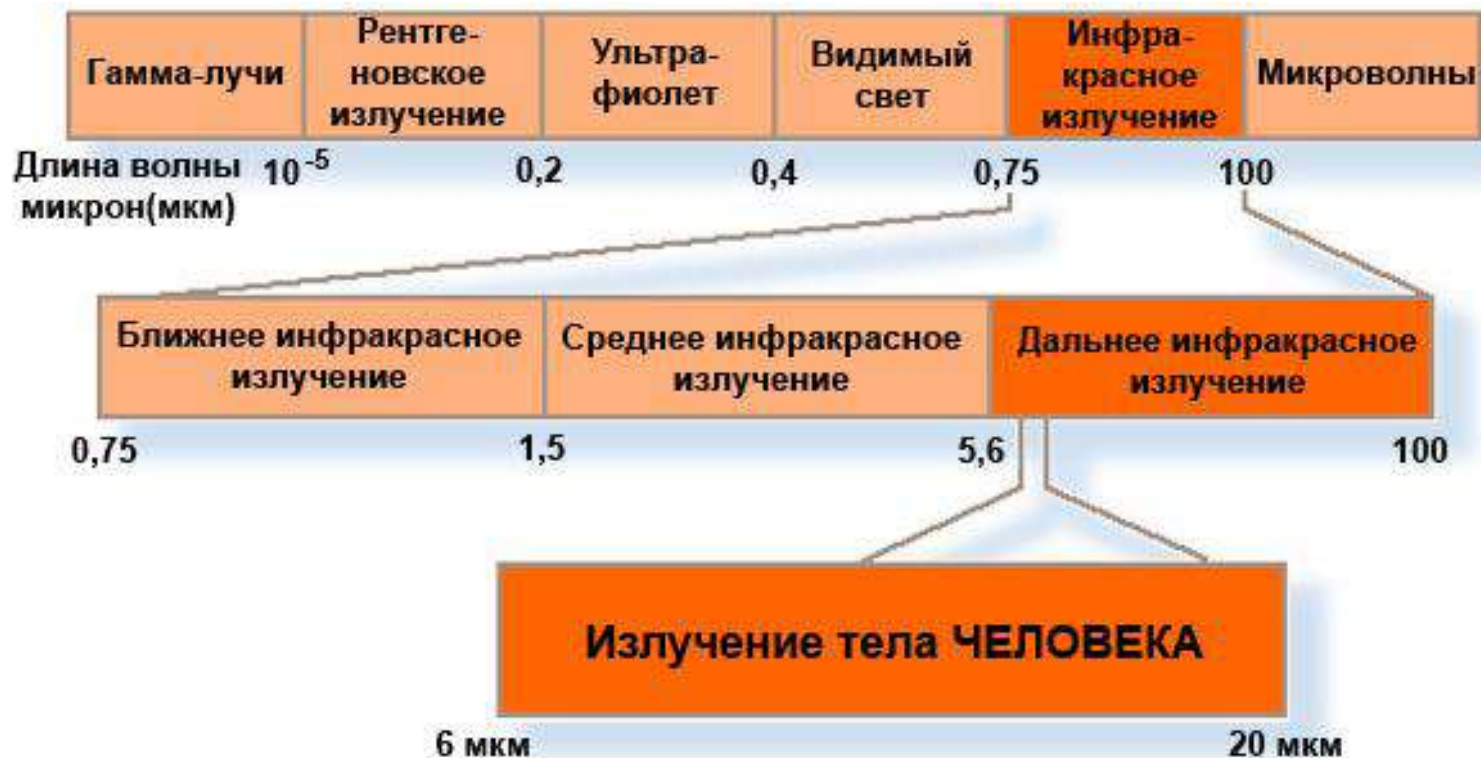 Гамма-лучи
Рентге-
новское
излучение
Ультра-
фиолет
Видимый
свет
Инфра-
красное
излучение
Микроволны
Длина волны
микрон(мкм)
10⁻⁵
0,2
0,4
0,75
100
Ближнее инфракрасное
излучение
Среднее инфракрасное
излучение
Дальнее инфракрасное
излучение
0,75
1,5
5,6
100
Излучение тела ЧЕЛОВЕКА
6 мкм
20 мкм